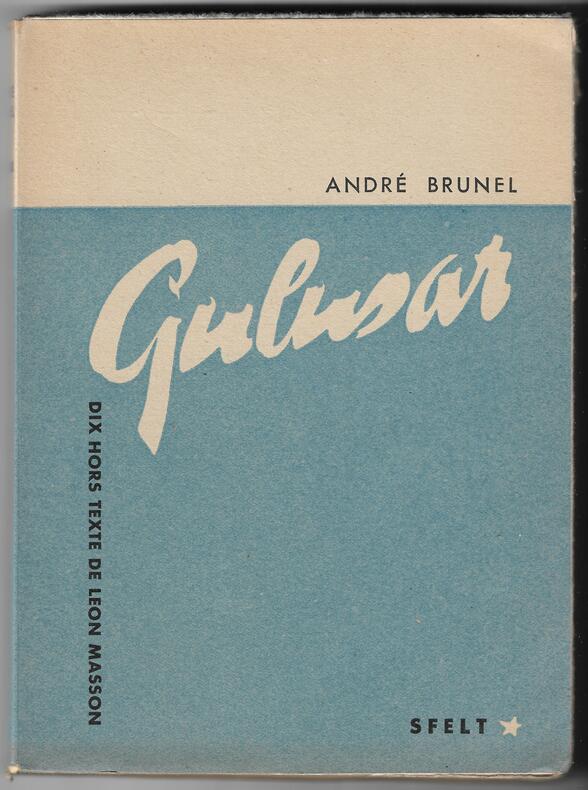 ANDRÉ BRUNEL
Gulusar
DIX HORS TEXTE DE LEON MASSON
SFELT